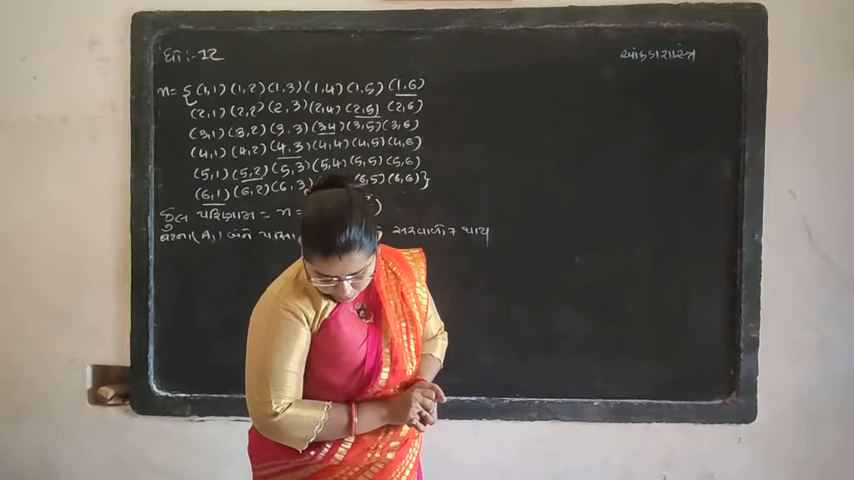 ધો :- 12
આંકડાશાસ્ત્ર
n = { (1,1) (1,2) (1,3) (1,4) (1,5) (1,6)
(2,1) (2,2) (2,3) (2,4) (2,5) (2,6)
(3,1) (3,2) (3,3) (3,4) (3,5) (3,6)
(4,1) (4,2) (4,3) (4,4) (4,5) (4,6)
(5,1) (5,2) (5,3) (5,4) (5,5) (5,6)
(6,1) (6,2) (6,3) (6,5) (6,6) }
કુલ પરિણામ = n =
ઘટના (A) બંને પાસા સરવાળો 7 થાય